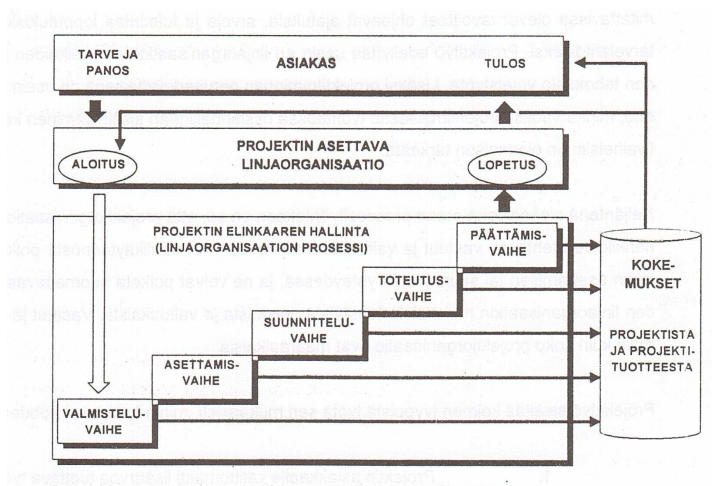 TARVE JA
PANOS
ASIAKAS
TULOS
PROJEKTIN ASETTAVA
LINJAORGANISAATIO
ALOITUS
LOPETUS
PROJEKTIN ELINKAAREN HALLINTA
(LINJAORGANISAATION PROSESSI)
PÄÄTTÄMIS-
VAIHE
TOTEUTUS-
VAIHE
SUUNNITTELU-
VAIHE
ASETTAMIS-
VAIHE
VALMISTELU-
VAIHE
KOKE-
MUKSET
PROJEKTISTA
JA PROJEKTI-
TUOTTEESTA